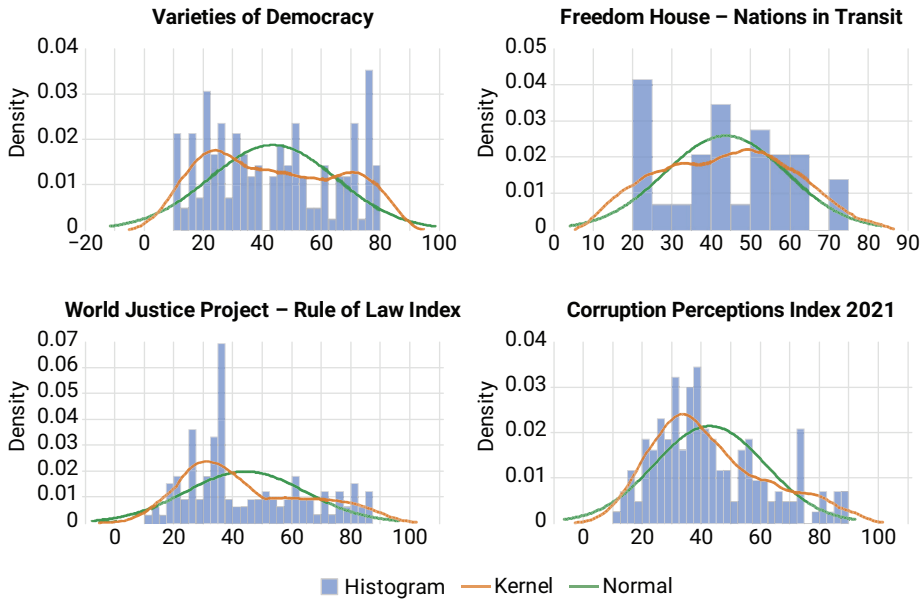 Varieties of Democracy
Density
0.04
0.03
0.02
0.01
0
−20 0 20 40 60 80 100
Freedom House – Nations in Transit
Density
0.05
0.04
0.03
0.02
0.01
0
0 10 20 30 40 50 60 70 80 90
World Justice Project – Rule of Law Index
Density
0.07
0.06
0.05
0.04
0.03
0.02
0.01
0
0 20 40 60 80 100
Corruption Perceptions Index 2021
Density
0.04
0.03
0.02
0.01
0
0 20 40 60 80 100
Histogram Kernel Normal